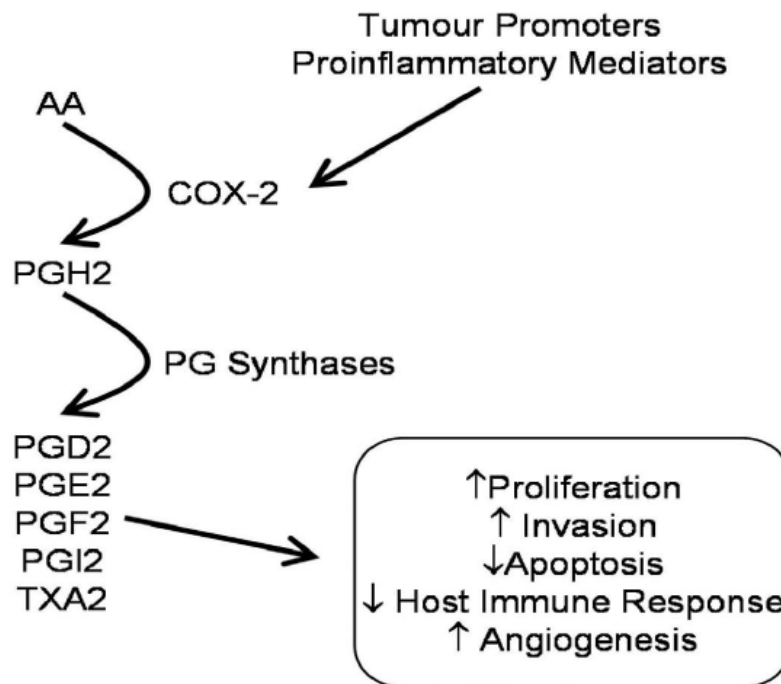 Tumour Promoters
Proinflammatory Mediators
AA
COX-2
PGH2
PG Synthases
PGD2
PGE2
PGF2
PGI2
TXA2
↑Proliferation
↑ Invasion
↓Apoptosis
↓ Host Immune Response
↑ Angiogenesis